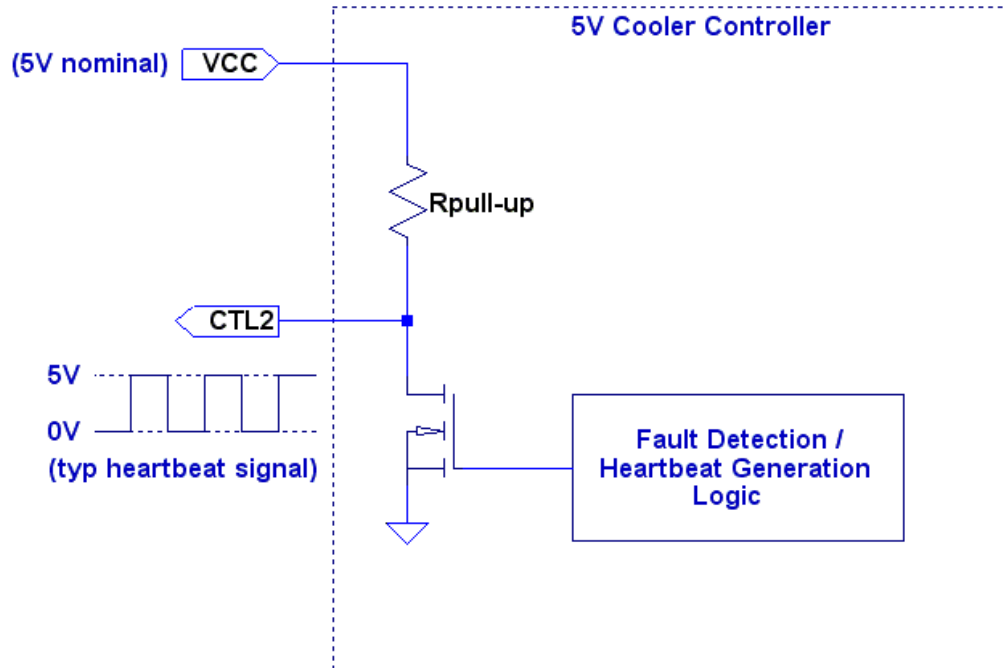 5V Cooler Controller
(5V nominal)
VCC
Rpull-up
CTL2
5V
0V
(typ heartbeat signal)
Fault Detection /
Heartbeat Generation
Logic